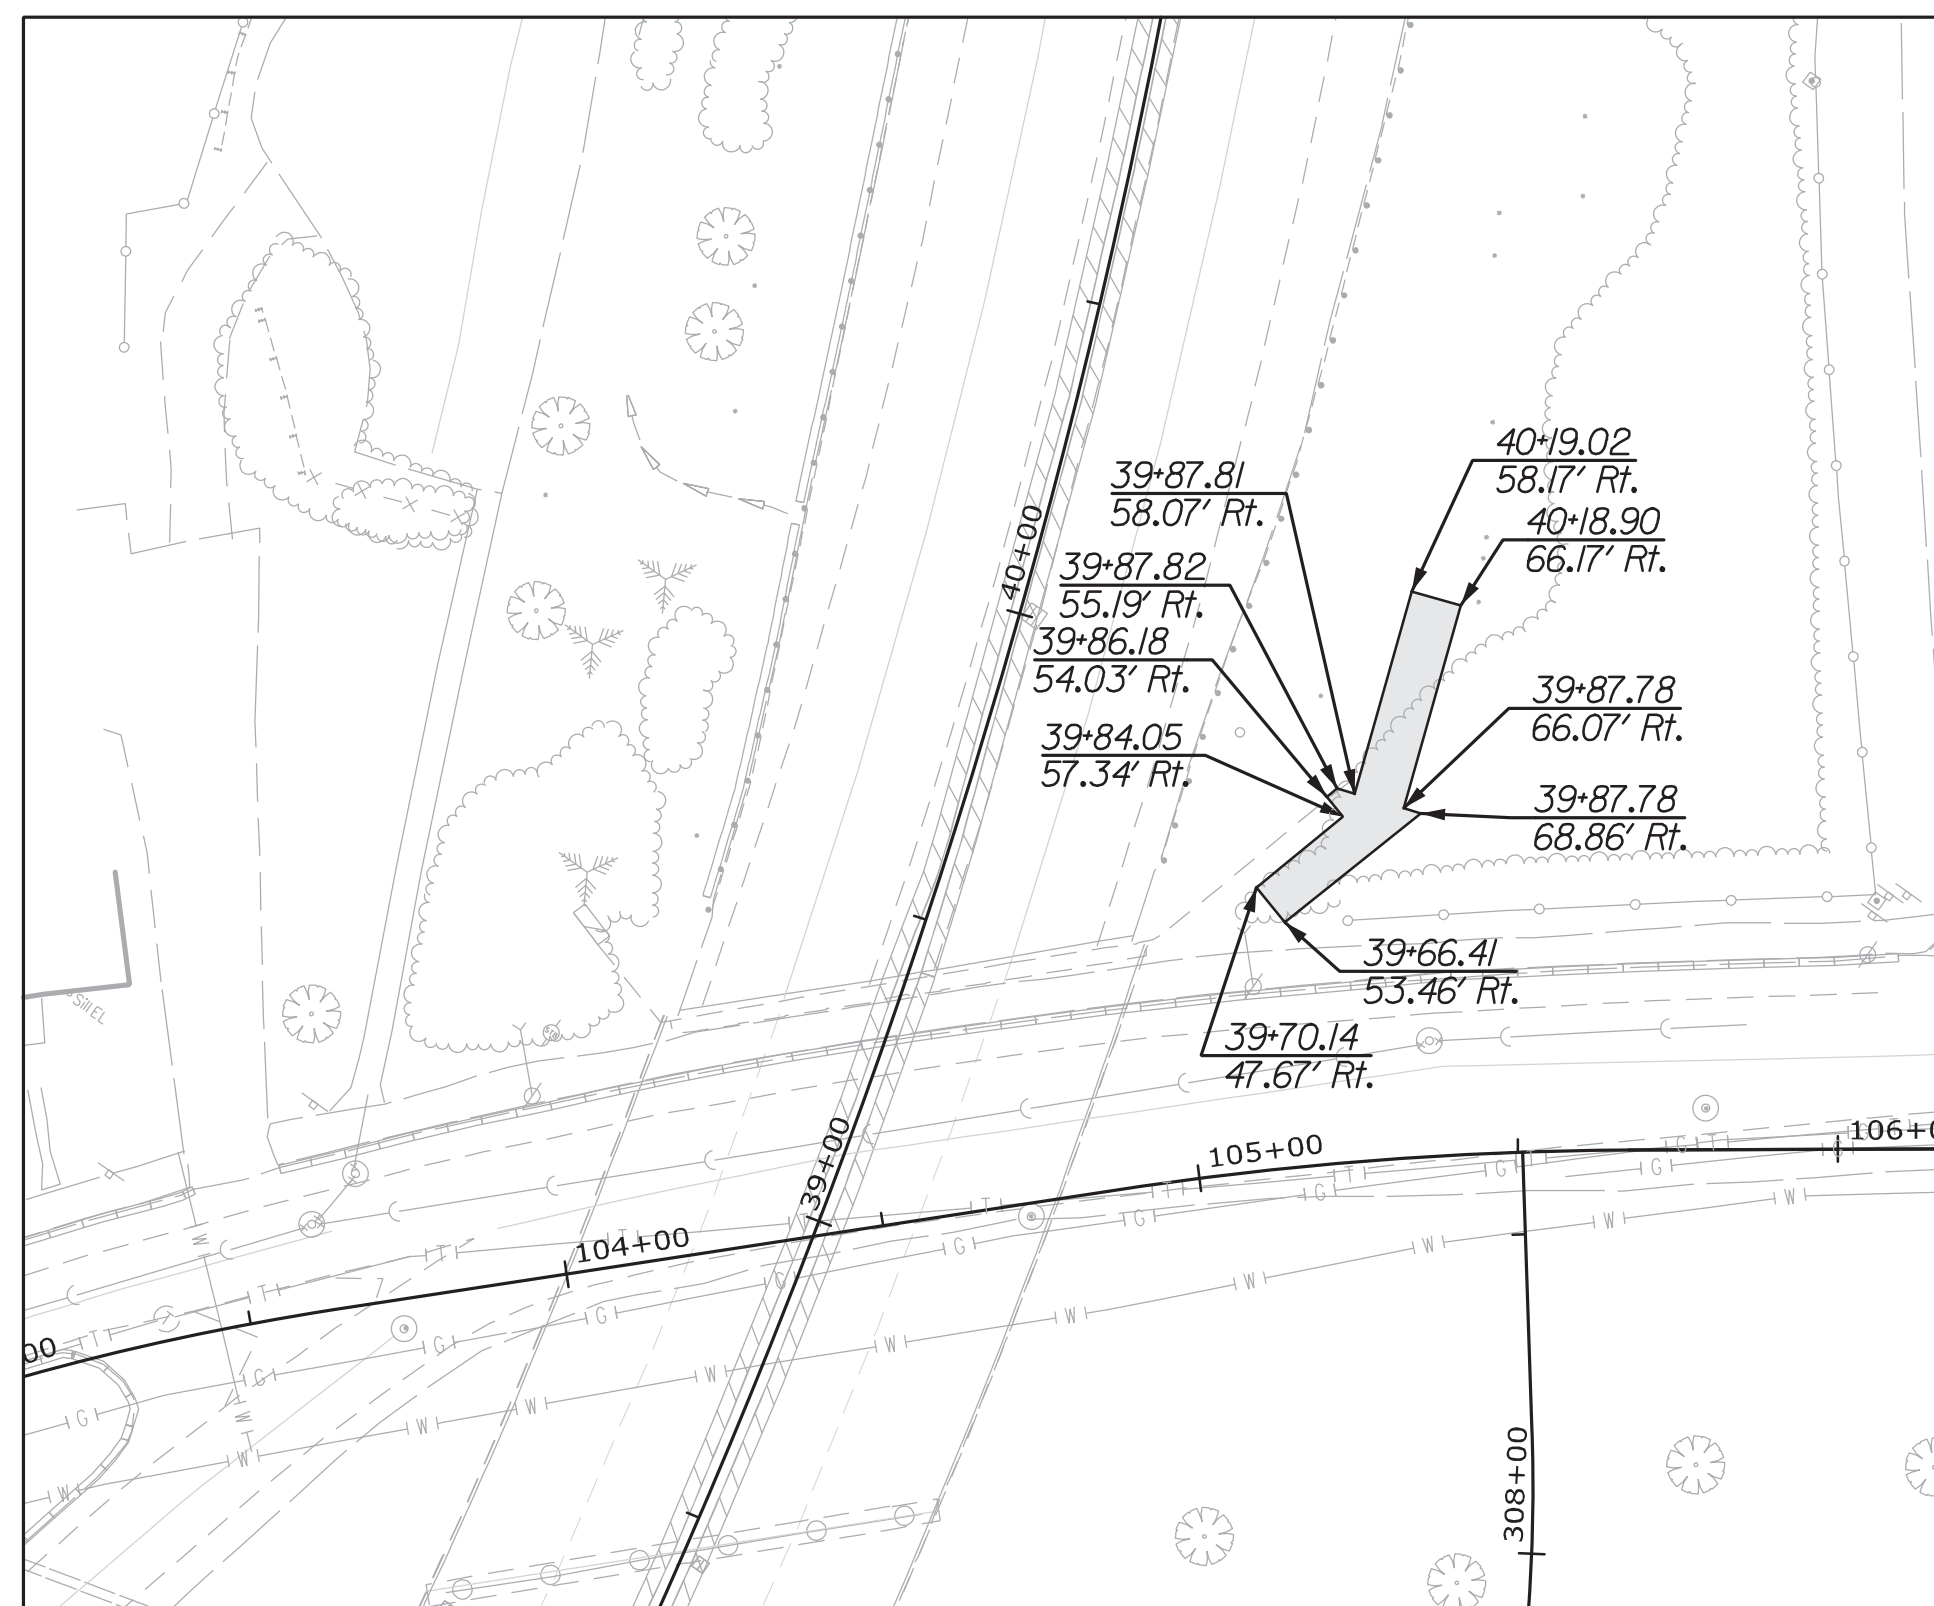 40+19.02
58.17' Rt.
39+87.81
58.07' Rt.
40+18.90
66.17' Rt.
40+00
39+87.82
55.19' Rt.
39+86.18
54.03' Rt.
39+87.78
66.07' Rt.
39+84.05
57.34' Rt.
39+87.78
68.86' Rt.
39+66.41
53.46' Rt.
Sill EL
39+70.14
47.67' Rt.
39+00
105+00
106+0
104+00
00
308+00
T
T
T
T
T
T
T
T
G
G
G
G
G
G
G
G
G
G
G
W
W
W
W
W
W
W
W
W
W
W
W